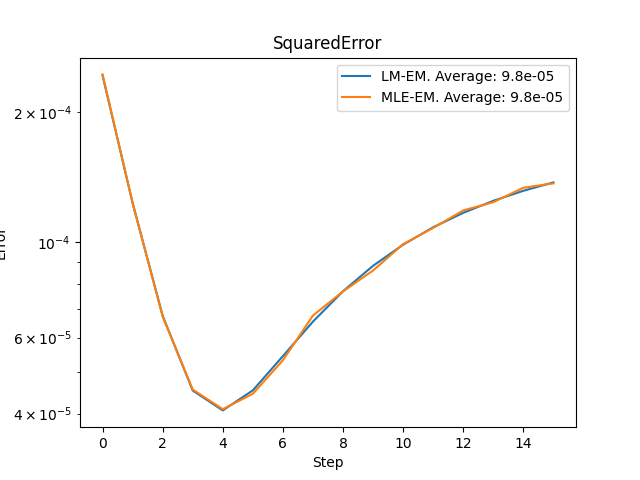 SquaredError
LM-EM. Average: 9.8e-05
MLE-EM. Average: 9.8e-05
2 × 10⁻⁴
10⁻⁴
6 × 10⁻⁵
4 × 10⁻⁵
Error
0 2 4 6 8 10 12 14
Step